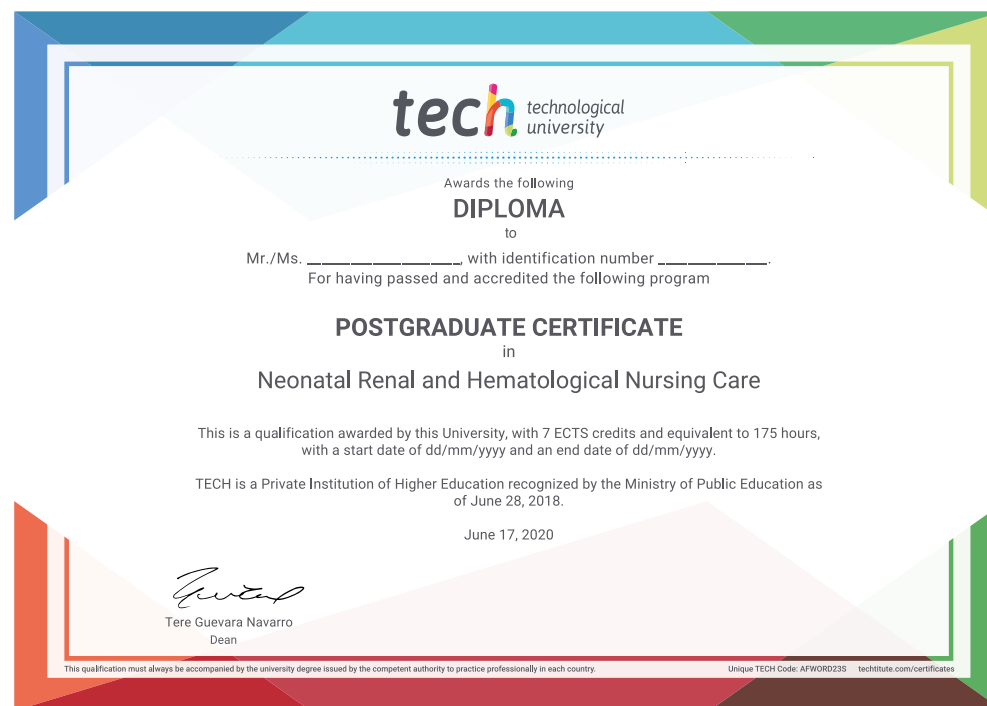 tech technological
university
Awards the following
DIPLOMA
to
Mr./Ms. ____________________, with identification number ______________.
For having passed and accredited the following program
POSTGRADUATE CERTIFICATE
in
Neonatal Renal and Hematological Nursing Care
This is a qualification awarded by this University, with 7 ECTS credits and equivalent to 175 hours,
with a start date of dd/mm/yyyy and an end date of dd/mm/yyyy.
TECH is a Private Institution of Higher Education recognized by the Ministry of Public Education as
of June 28, 2018.
June 17, 2020
Tere Guevara Navarro
Dean
This qualification must always be accompanied by the university degree issued by the competent authority to practice professionally in each country. Unique TECH Code: AFWORD23S techtitute.com/certificates